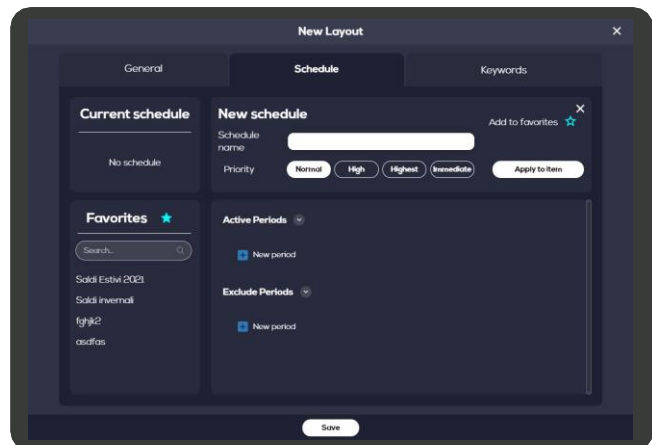 New Layout
General
Schedule
Keywords
Current schedule
No schedule
New schedule
Add to favorites
Schedule
name
Priority
Normal
High
Highest
Immediate
Apply to item
Favorites
Search..
Saldi Estivi 2021
Saldi invernali
fghjk2
asdfas
Active Periods
New period
Exclude Periods
New period
Save